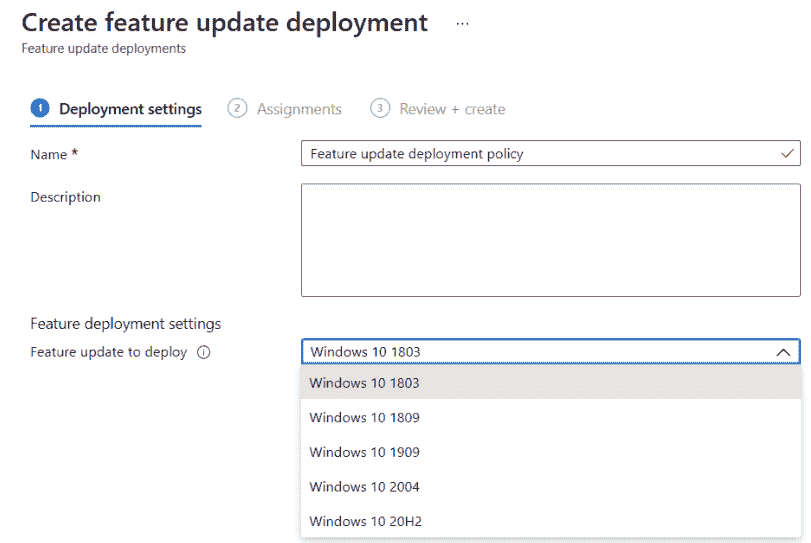 Create feature update deployment ...
Feature update deployments
1 Deployment settings 2 Assignments 3 Review + create
Name * Feature update deployment policy
Description
Feature deployment settings
Feature update to deploy Windows 10 1803
Windows 10 1803
Windows 10 1809
Windows 10 1909
Windows 10 2004
Windows 10 20H2